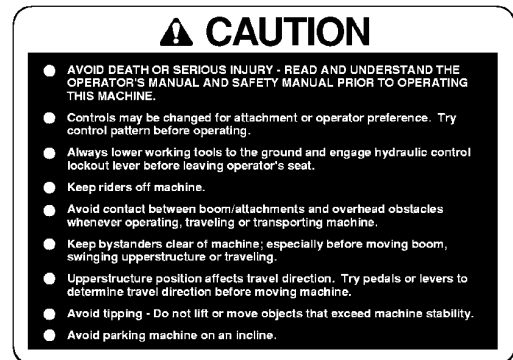 CAUTION
AVOID DEATH OR SERIOUS INJURY - READ AND UNDERSTAND THE
OPERATOR'S MANUAL AND SAFETY MANUAL PRIOR TO OPERATING
THIS MACHINE.
Controls may be changed for attachment or operator preference. Try
control pattern before operating.
Always lower working tools to the ground and engage hydraulic control
lockout lever before leaving operator's seat.
Keep riders off machine.
Avoid contact between boom/attachments and overhead obstacles
whenever operating, traveling or transporting machine.
Keep bystanders clear of machine; especially before moving boom,
swinging upperstructure or traveling.
Upperstructure position affects travel direction. Try pedals or levers to
determine travel direction before moving machine.
Avoid tipping - Do not lift or move objects that exceed machine stability.
Avoid parking machine on an incline.